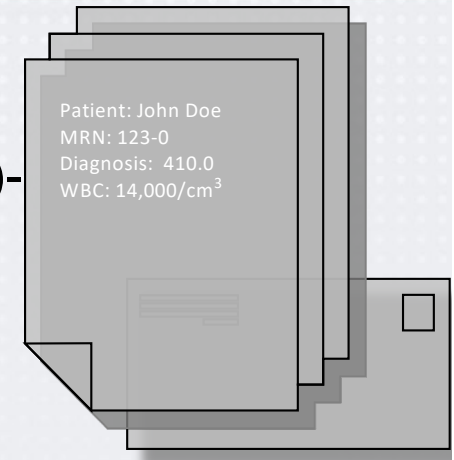 Patient: John Doe
MRN: 123-0
Diagnosis:  410.0
WBC: 14,000/cm³